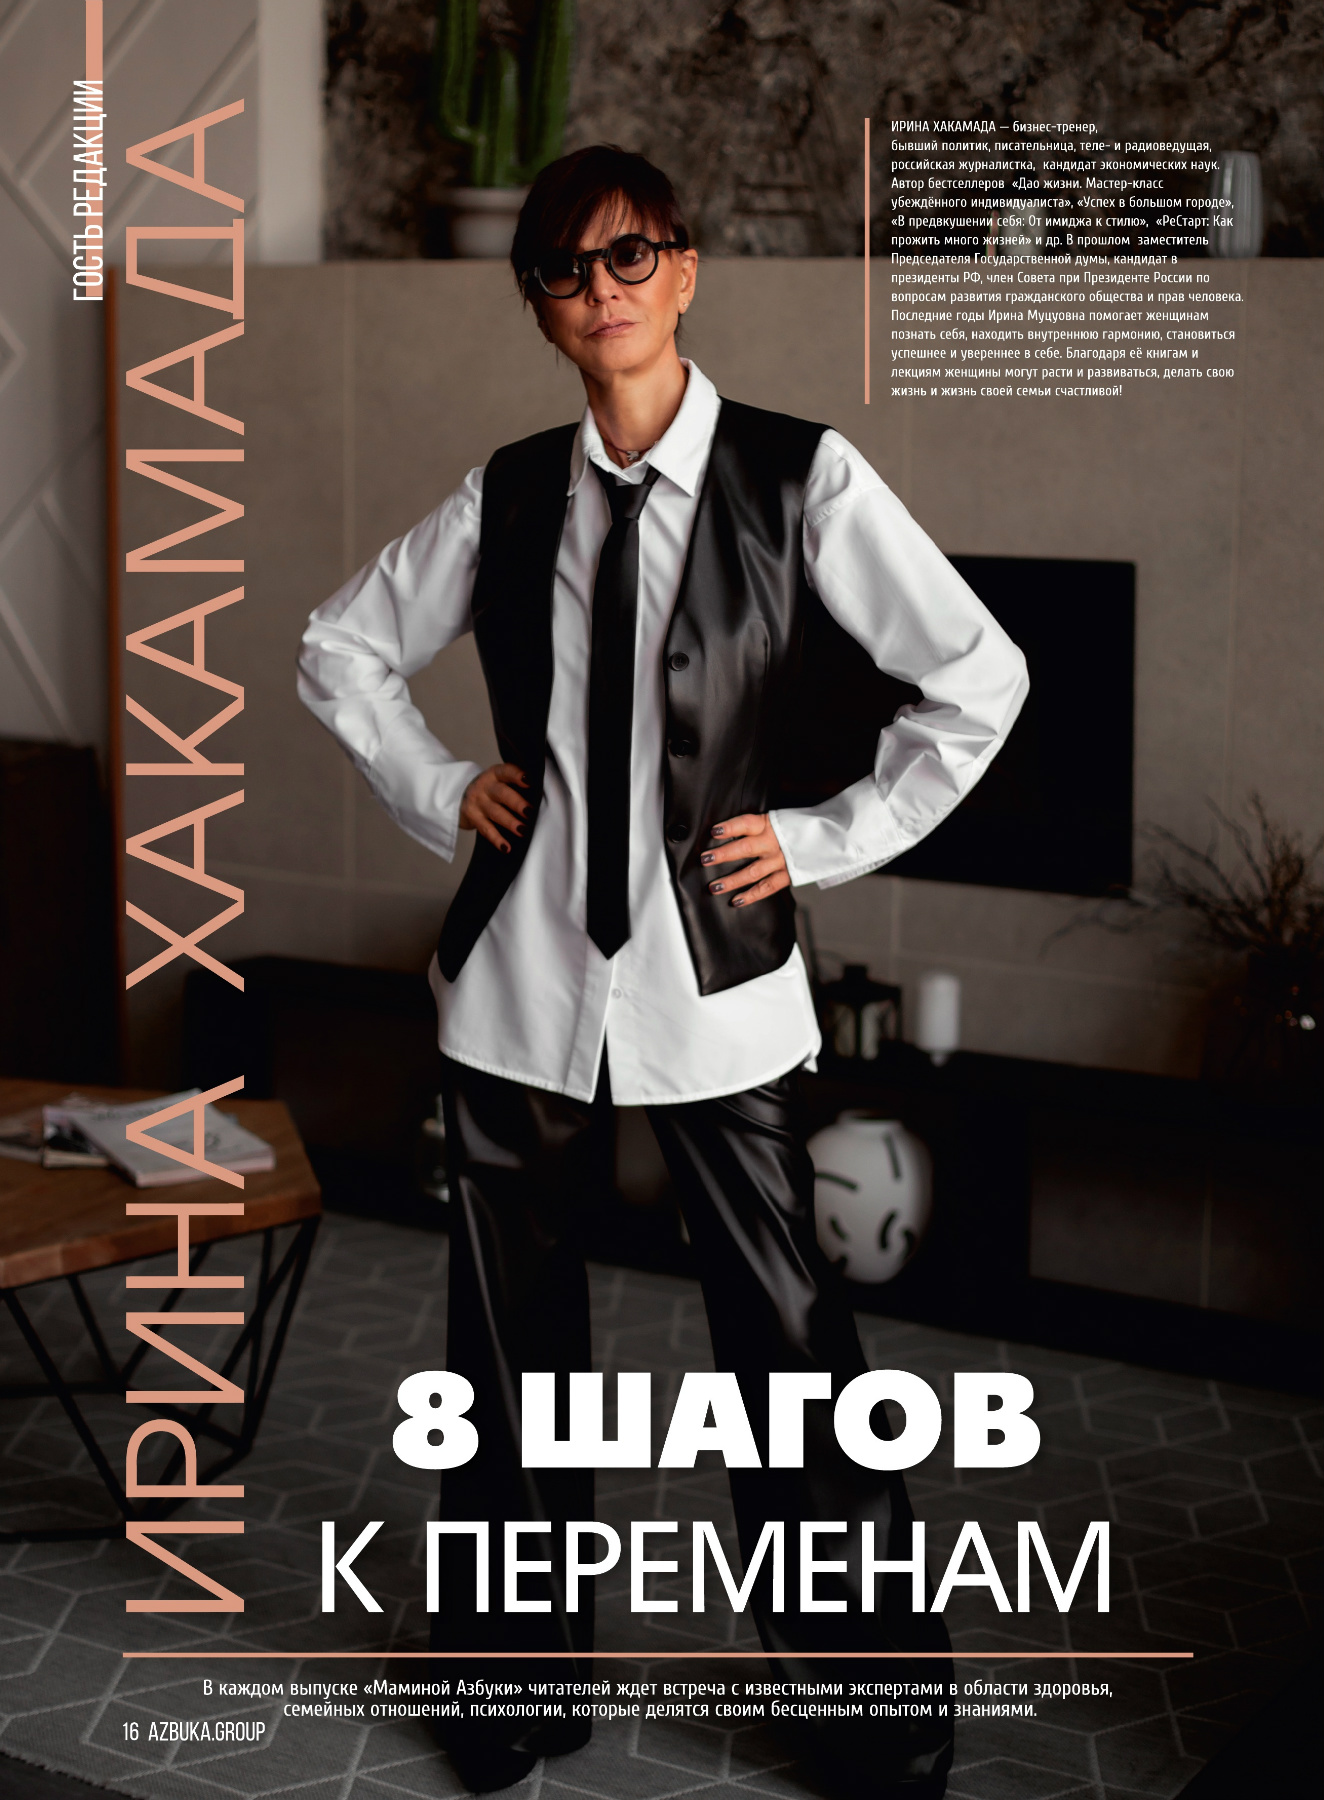 ГОСТЬ РЕДАКЦИИ
ИРИНА ХАКАМАДА
ИРИНА ХАКАМАДА — бизнес-тренер,
бывший политик, писательница, теле- и радиоведущая,
российская журналистка, кандидат экономических наук.
Автор бестселлеров «Дао жизни. Мастер-класс
убеждённого индивидуалиста», «Успех в большом городе»,
«В предвкушении себя: От имиджа к стилю», «РеСтарт: Как
прожить много жизней» и др. В прошлом заместитель
Председателя Государственной думы, кандидат в
президенты РФ, член Совета при Президенте России по
вопросам развития гражданского общества и прав человека.
Последние годы Ирина Муцуовна помогает женщинам
познать себя, находить внутреннюю гармонию, становиться
успешнее и увереннее в себе. Благодаря её книгам и
лекциям женщины могут расти и развиваться, делать свою
жизнь и жизнь своей семьи счастливой!
8 ШАГОВ
К ПЕРЕМЕНАМ
В каждом выпуске «Маминой Азбуки» читателей ждет встреча с известными экспертами в области здоровья,
семейных отношений, психологии, которые делятся своим бесценным опытом и знаниями.
16 AZBUKA.GROUP